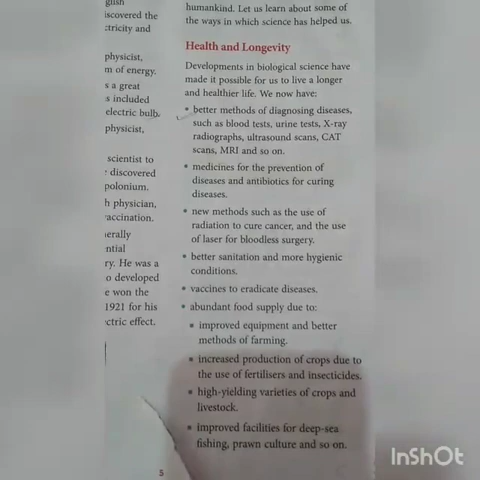 glish
iscovered the
ctricity and
physicist,
m of energy.
s a great
s included
electric bulb.
physicist,
scientist to
discovered
polonium.
h physician,
vaccination.
nerally
ntial
ry. He was a
o developed
e won the
1921 for his
ctric effect.
humankind. Let us learn about some of
the ways in which science has helped us.
Health and Longevity
Developments in biological science have
made it possible for us to live a longer
and healthier life. We now have:
• better methods of diagnosing diseases,
such as blood tests, urine tests, X-ray
radiographs, ultrasound scans, CAT
scans, MRI and so on.
• medicines for the prevention of
diseases and antibiotics for curing
diseases.
• new methods such as the use of
radiation to cure cancer, and the use
of laser for bloodless surgery.
• better sanitation and more hygienic
conditions.
• vaccines to eradicate diseases.
• abundant food supply due to:
▪ improved equipment and better
methods of farming.
▪ increased production of crops due to
the use of fertilisers and insecticides.
▪ high-yielding varieties of crops and
livestock.
▪ improved facilities for deep-sea
fishing, prawn culture and so on.
5
InShOt